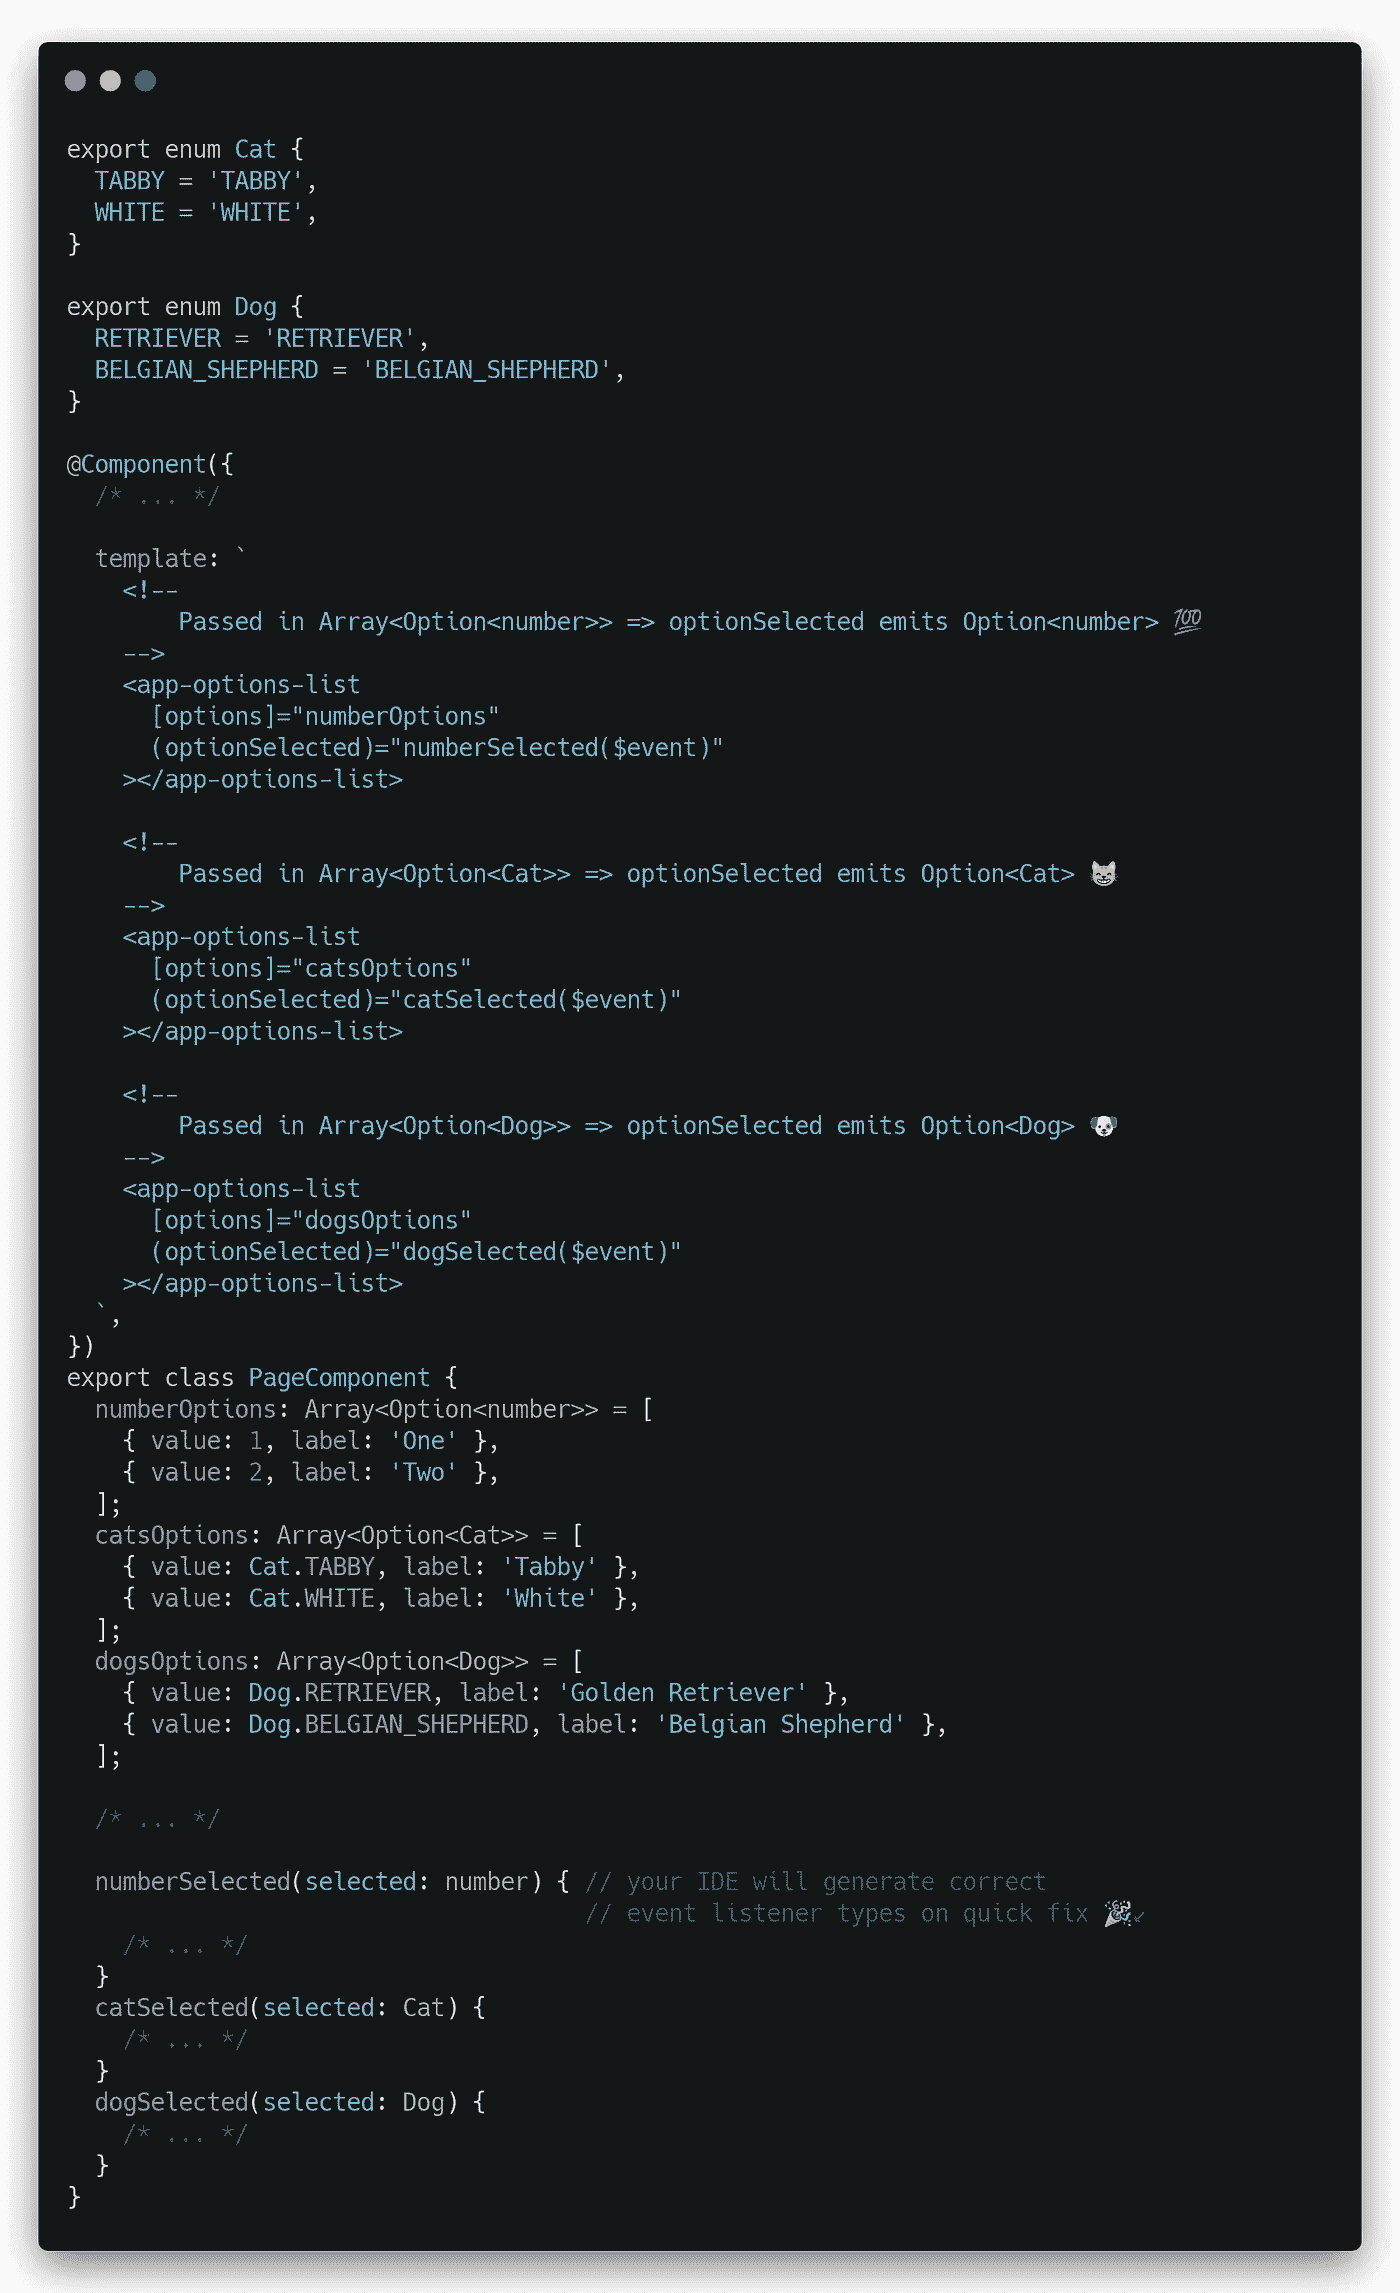 export enum Cat {
  TABBY = 'TABBY',
  WHITE = 'WHITE',
}

export enum Dog {
  RETRIEVER = 'RETRIEVER',
  BELGIAN_SHEPHERD = 'BELGIAN_SHEPHERD',
}

@Component({
  /* ... */

  template: `
    <!--
        Passed in Array<Option<number>> => optionSelected emits Option<number> 💯
    -->
    <app-options-list
      [options]="numberOptions"
      (optionSelected)="numberSelected($event)"
    ></app-options-list>

    <!--
        Passed in Array<Option<Cat>> => optionSelected emits Option<Cat> 😸
    -->
    <app-options-list
      [options]="catsOptions"
      (optionSelected)="catSelected($event)"
    ></app-options-list>

    <!--
        Passed in Array<Option<Dog>> => optionSelected emits Option<Dog> 🐶
    -->
    <app-options-list
      [options]="dogsOptions"
      (optionSelected)="dogSelected($event)"
    ></app-options-list>
  `,
})
export class PageComponent {
  numberOptions: Array<Option<number>> = [
    { value: 1, label: 'One' },
    { value: 2, label: 'Two' },
  ];
  catsOptions: Array<Option<Cat>> = [
    { value: Cat.TABBY, label: 'Tabby' },
    { value: Cat.WHITE, label: 'White' },
  ];
  dogsOptions: Array<Option<Dog>> = [
    { value: Dog.RETRIEVER, label: 'Golden Retriever' },
    { value: Dog.BELGIAN_SHEPHERD, label: 'Belgian Shepherd' },
  ];

  /* ... */

  numberSelected(selected: number) { // your IDE will generate correct
                                     // event listener types on quick fix 🎉↙
    /* ... */
  }
  catSelected(selected: Cat) {
    /* ... */
  }
  dogSelected(selected: Dog) {
    /* ... */
  }
}